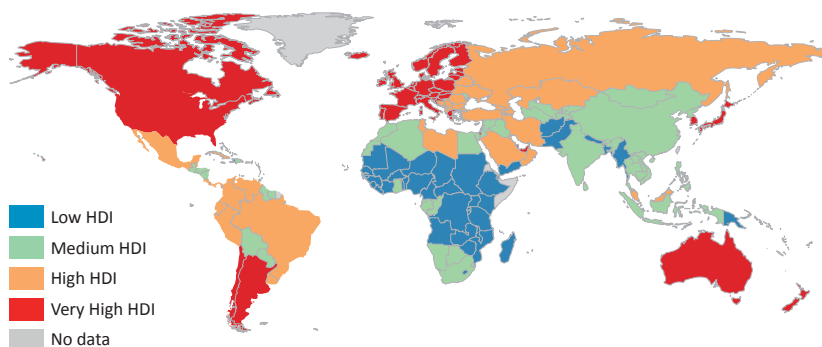 Low HDI
Medium HDI
High HDI
Very High HDI
No data